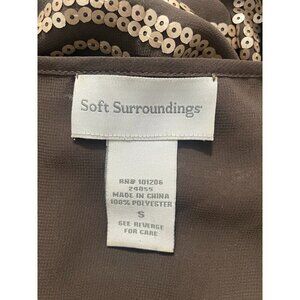 Soft Surroundings
RN# 101206
24055
MADE IN CHINA
100% POLYESTER
S
SEE REVERSE
FOR CARE